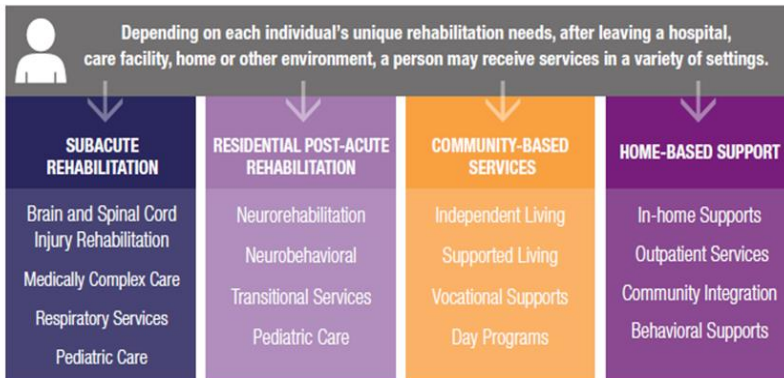 Depending on each individual's unique rehabilitation needs, after leaving a hospital,
care facility, home or other environment, a person may receive services in a variety of settings.
SUBACUTE
REHABILITATION
Brain and Spinal Cord
Injury Rehabilitation
Medically Complex Care
Respiratory Services
Pediatric Care
RESIDENTIAL POST-ACUTE
REHABILITATION
Neurorehabilitation
Neurobehavioral
Transitional Services
Pediatric Care
COMMUNITY-BASED
SERVICES
Independent Living
Supported Living
Vocational Supports
Day Programs
HOME-BASED SUPPORT
In-home Supports
Outpatient Services
Community Integration
Behavioral Supports